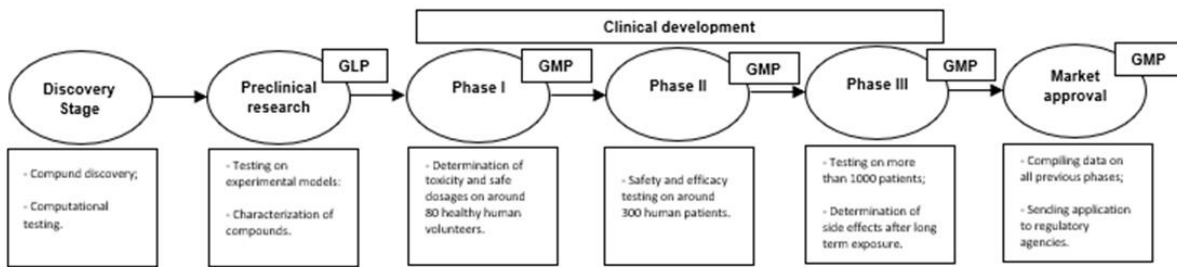 Clinical development
Discovery
Stage
GLP
Preclinical
research
GMP
Phase I
GMP
Phase II
GMP
Phase III
GMP
Market
approval
- Compund discovery;
- Computational
testing.
- Testing on
experimental models:
- Characterization of
compounds.
- Determination of
toxicity and safe
dosages on around
80 healthy human
volunteers.
- Safety and efficacy
testing on around
300 human patients.
- Testing on more
than 1000 patients;
- Determination of
side effects after long
term exposure.
- Compiling data on
all previous phases;
- Sending application
to regulatory
agencies.